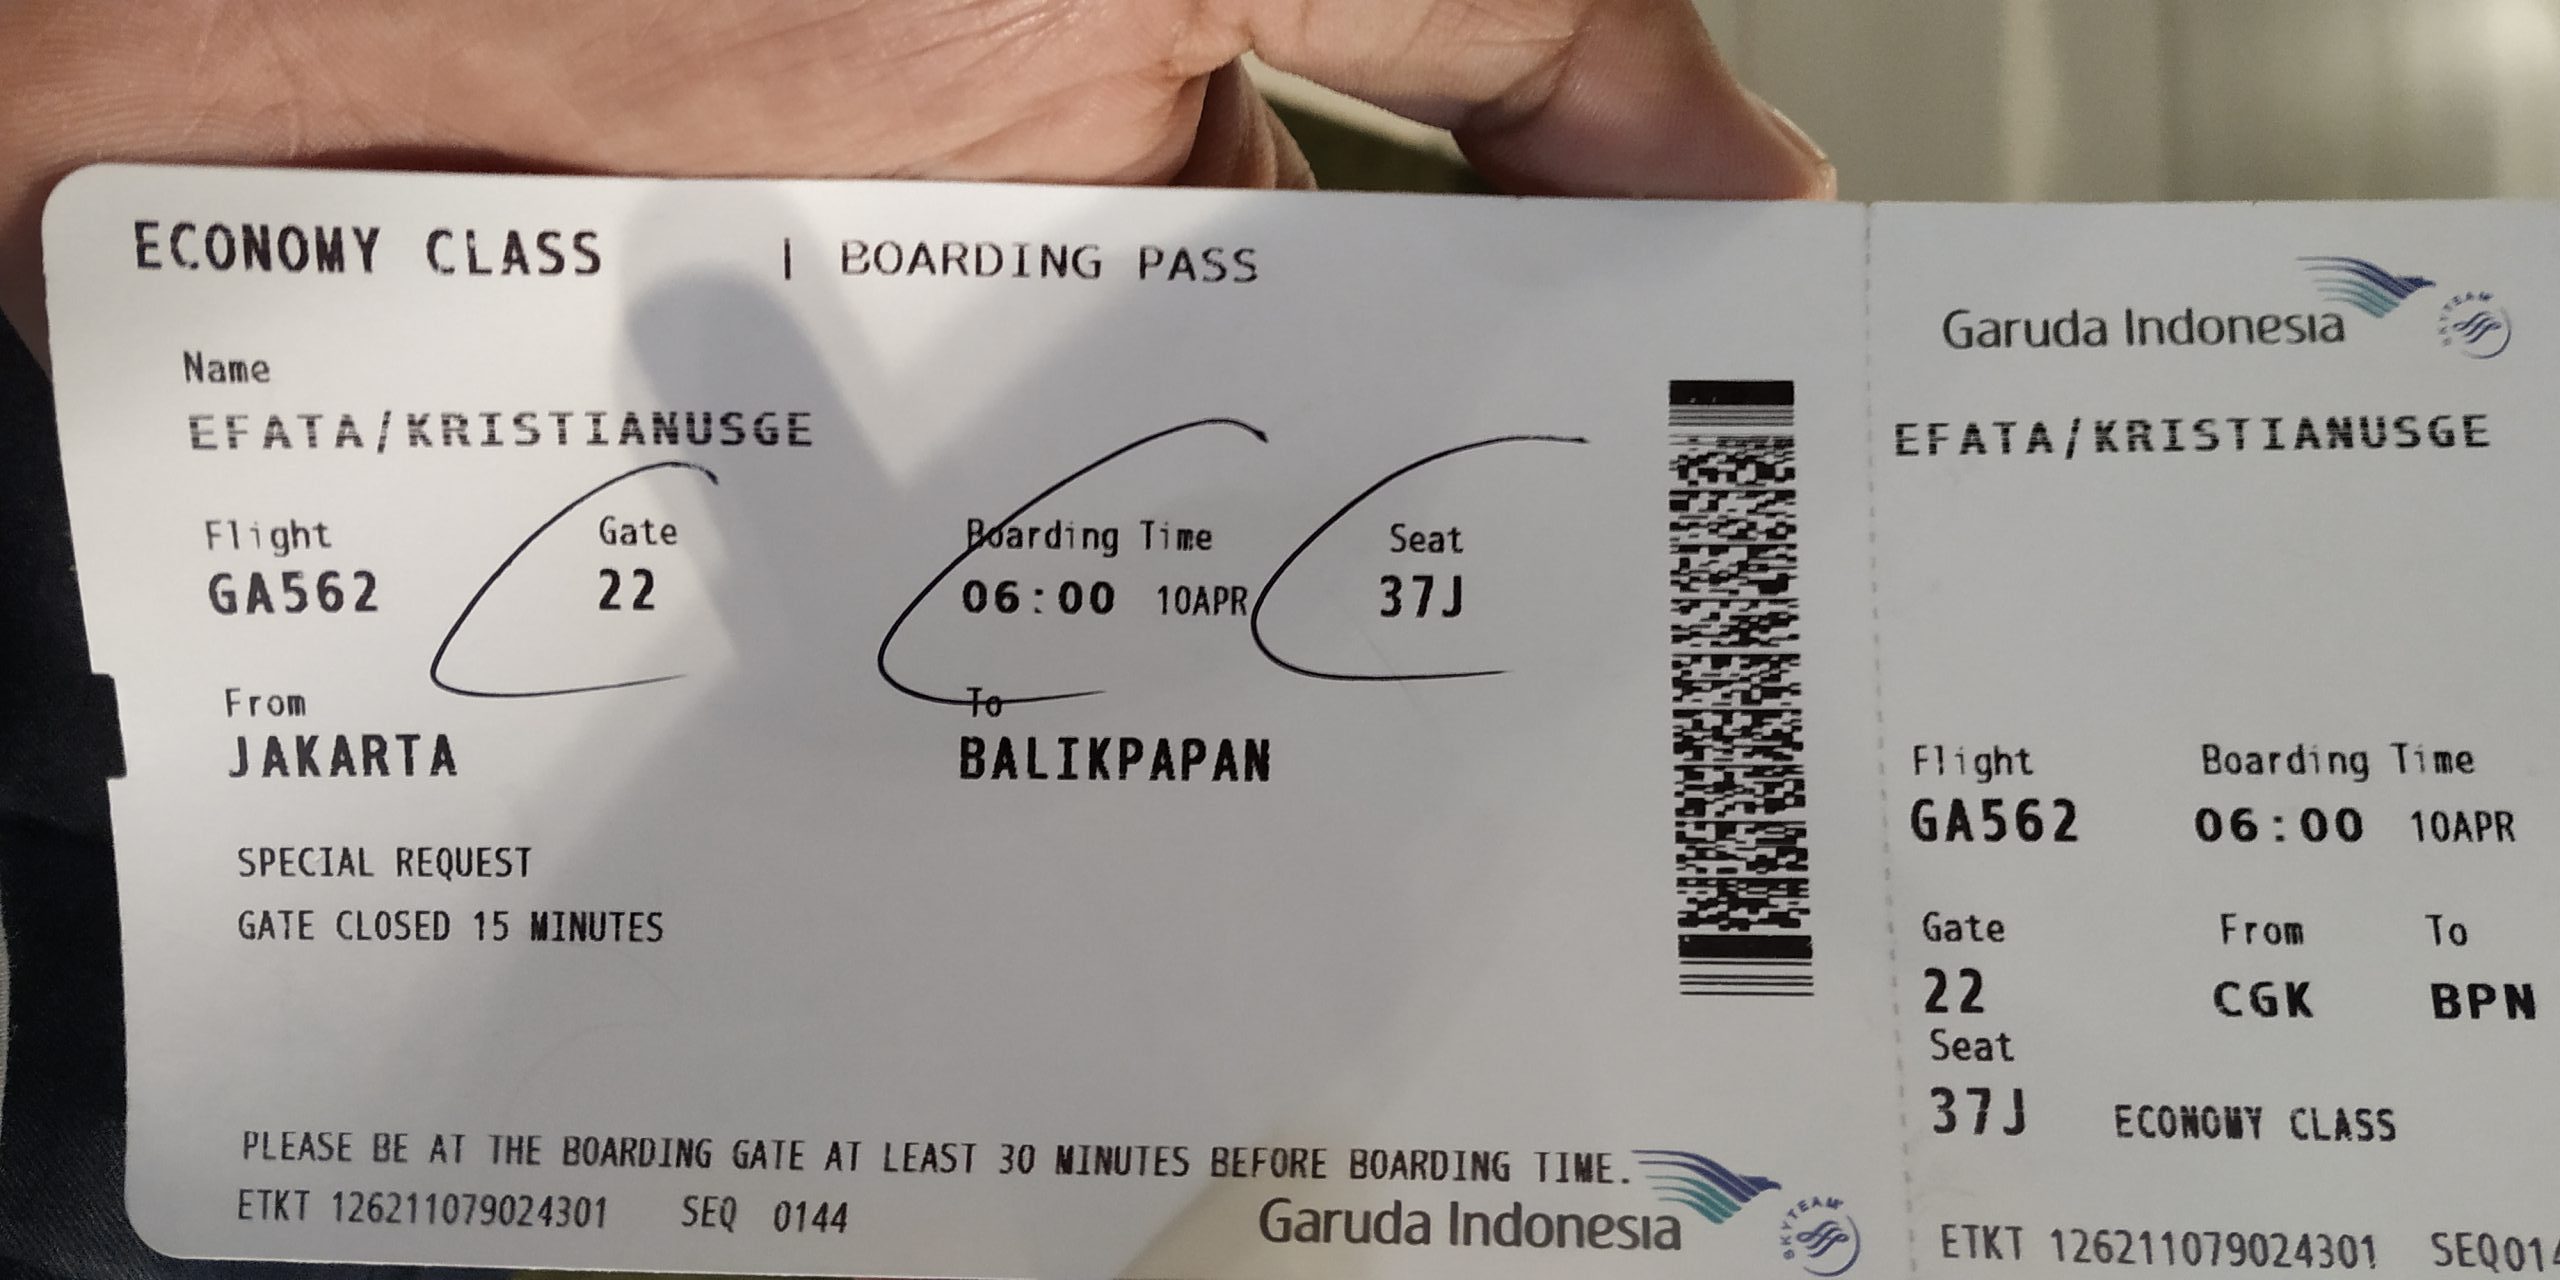 ECONOMY CLASS | BOARDING PASS
Name
EFATA/KRISTIANUSGE
Flight Gate Boarding Time Seat
GA562 22 06:00 10APR 37J
From To
JAKARTA BALIKPAPAN
SPECIAL REQUEST
GATE CLOSED 15 MINUTES
PLEASE BE AT THE BOARDING GATE AT LEAST 30 MINUTES BEFORE BOARDING TIME.
ETKT 126211079024301 SEQ 0144
Garuda Indonesia
SKYTEAM
Garuda Indonesia
SKYTEAM
EFATA/KRISTIANUSGE
Flight Boarding Time
GA562 06:00 10APR
Gate From To
22 CGK BPN
Seat
37J ECONOMY CLASS
ETKT 126211079024301 SEQ014